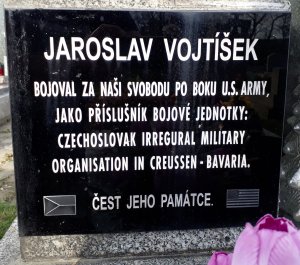 JAROSLAV VOJTÍŠEK
BOJOVAL ZA NAŠI SVOBODU PO BOKU U.S. ARMY,
JAKO PŘÍSLUŠNÍK BOJOVÉ JEDNOTKY:
CZECHOSLOVAK IRREGURAL MILITARY
ORGANISATION IN CREUSSEN - BAVARIA.
ČEST JEHO PAMÁTCE.